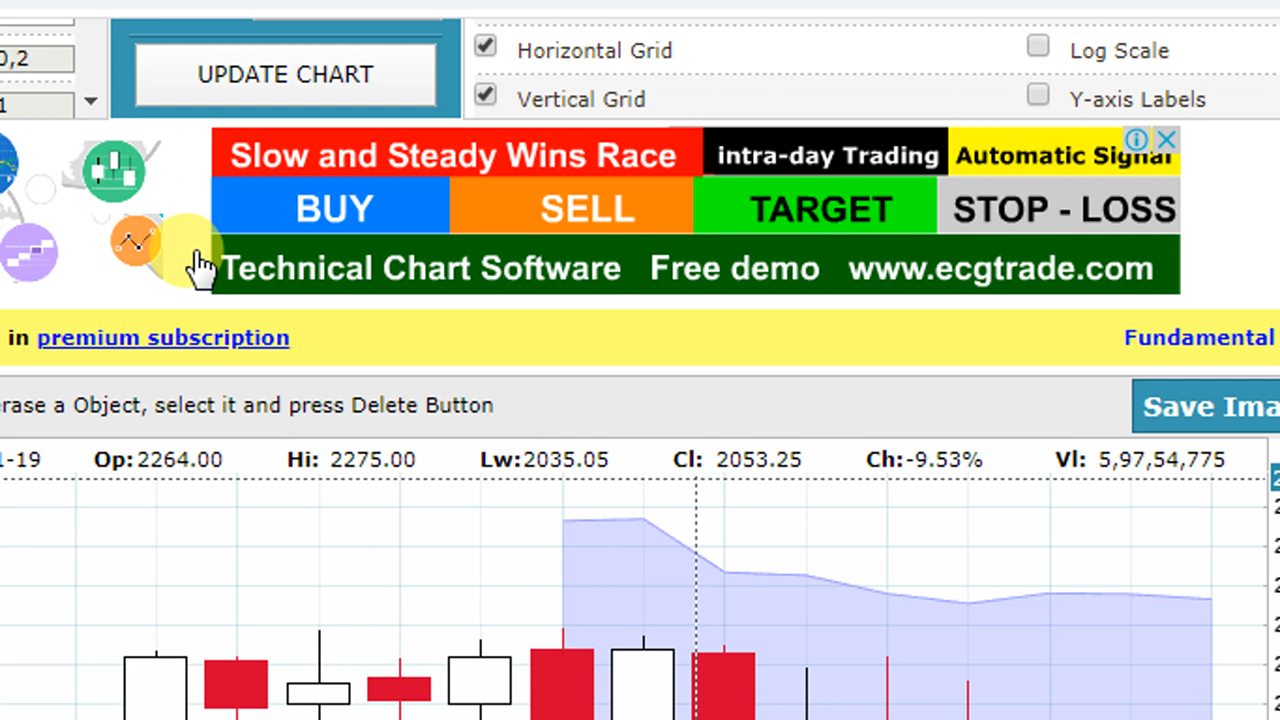 0,2
1
UPDATE CHART
Horizontal Grid
Log Scale
Vertical Grid
Y-axis Labels
Slow and Steady Wins Race
intra-day Trading
Automatic Signal
BUY
SELL
TARGET
STOP - LOSS
Technical Chart Software Free demo www.ecgtrade.com
in premium subscription
Fundamental
erase a Object, select it and press Delete Button
Save Ima
1-19 Op: 2264.00 Hi: 2275.00 Lw: 2035.05 Cl: 2053.25 Ch: -9.53% Vl: 5,97,54,775